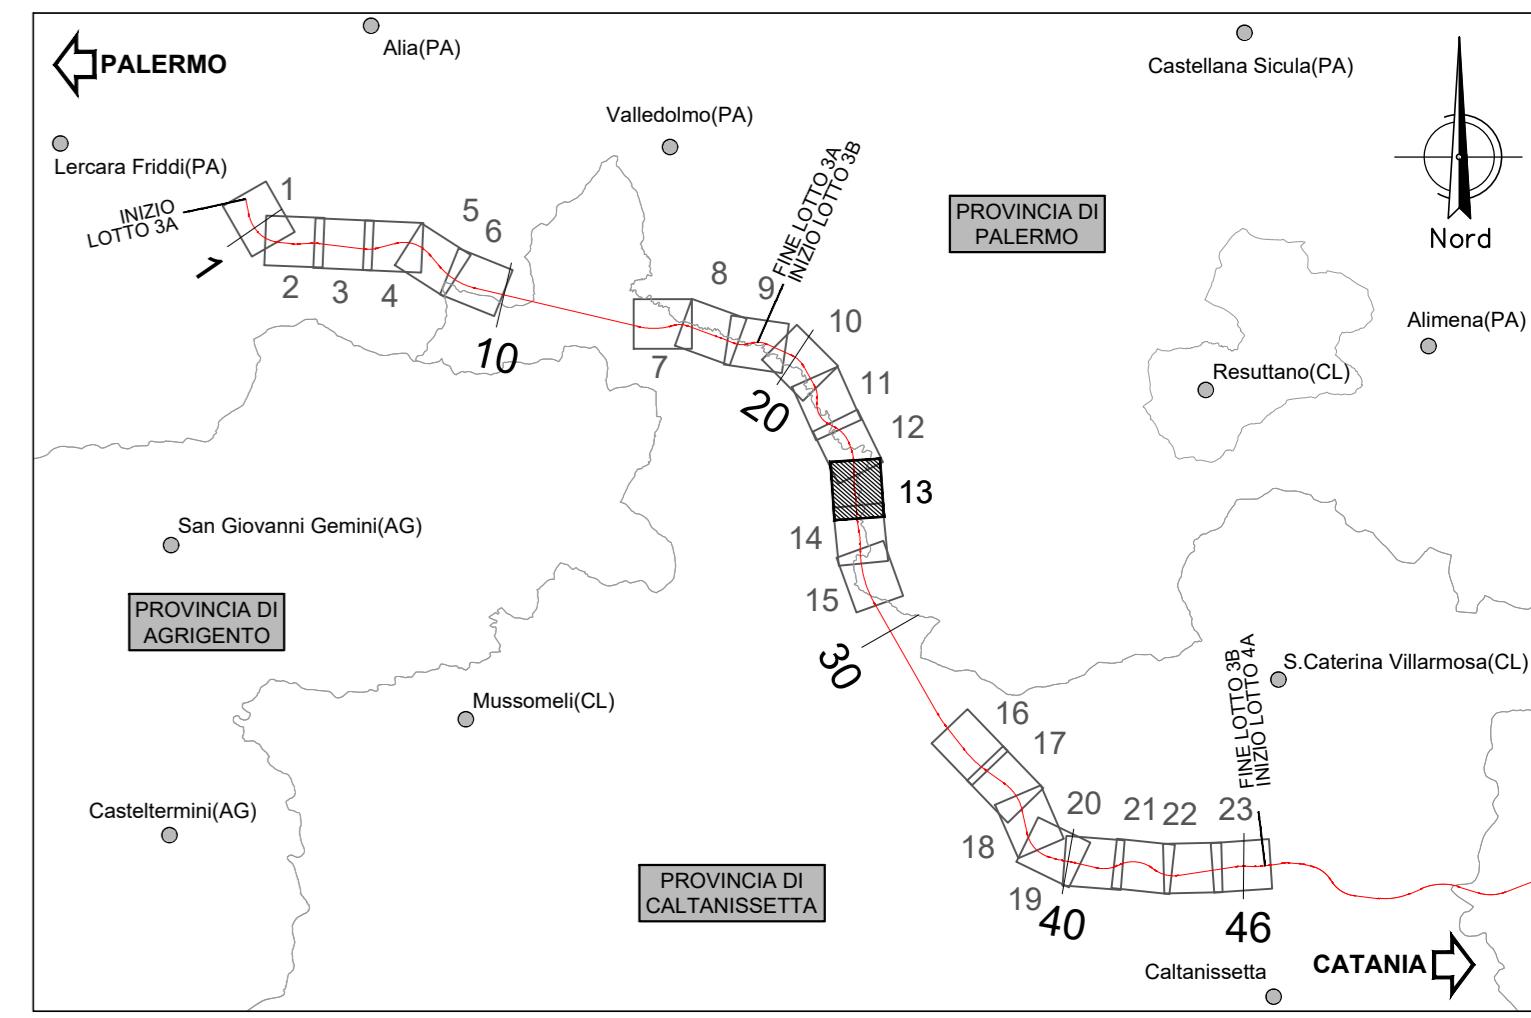 Alia(PA)
PALERMO
Castellana Sicula(PA)
Valledolmo(PA)
Lercara Friddi(PA)
INIZIO
LOTTO 3A
FINE LOTTO 3A
INIZIO LOTTO 3B
PROVINCIA DI
PALERMO
Nord
1
1
2
3
4
5
6
10
7
8
9
10
20
11
12
13
14
15
30
Alimena(PA)
Resuttano(CL)
San Giovanni Gemini(AG)
PROVINCIA DI
AGRIGENTO
Mussomeli(CL)
Casteltermini(AG)
FINE LOTTO 3B
INIZIO LOTTO 4A
S.Caterina Villarmosa(CL)
16
17
18
19
20
40
21
22
23
46
PROVINCIA DI
CALTANISSETTA
Caltanissetta
CATANIA